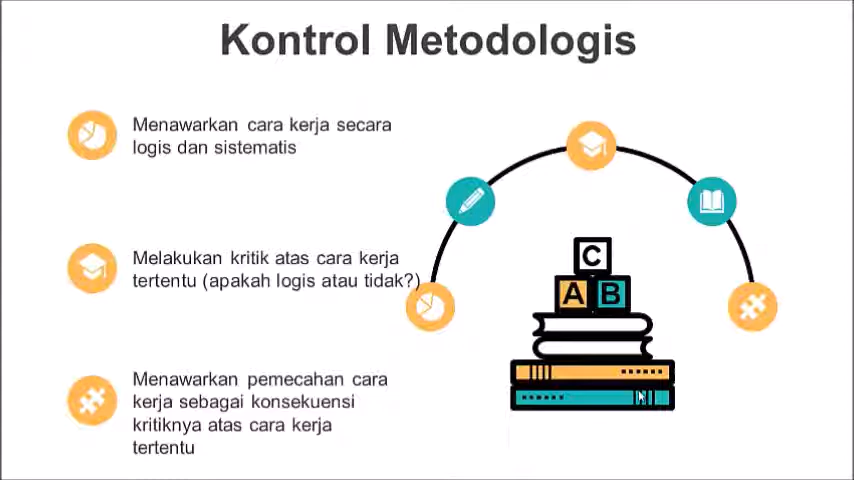 Kontrol Metodologis
Menawarkan cara kerja secara
logis dan sistematis
Melakukan kritik atas cara kerja
tertentu (apakah logis atau tidak?)
Menawarkan pemecahan cara
kerja sebagai konsekuensi
kritiknya atas cara kerja
tertentu
C
A B